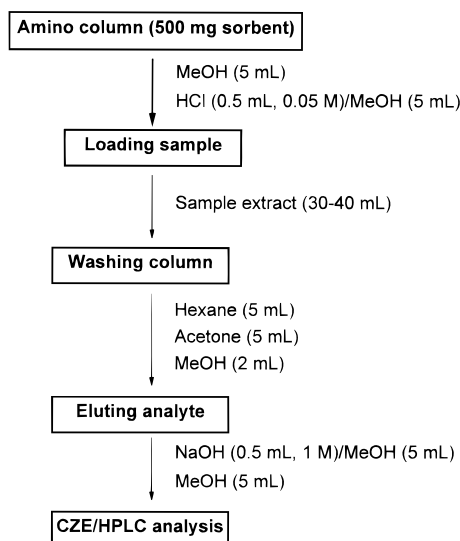 Amino column (500 mg sorbent)
MeOH (5 mL)
HCl (0.5 mL, 0.05 M)/MeOH (5 mL)
Loading sample
Sample extract (30-40 mL)
Washing column
Hexane (5 mL)
Acetone (5 mL)
MeOH (2 mL)
Eluting analyte
NaOH (0.5 mL, 1 M)/MeOH (5 mL)
MeOH (5 mL)
CZE/HPLC analysis